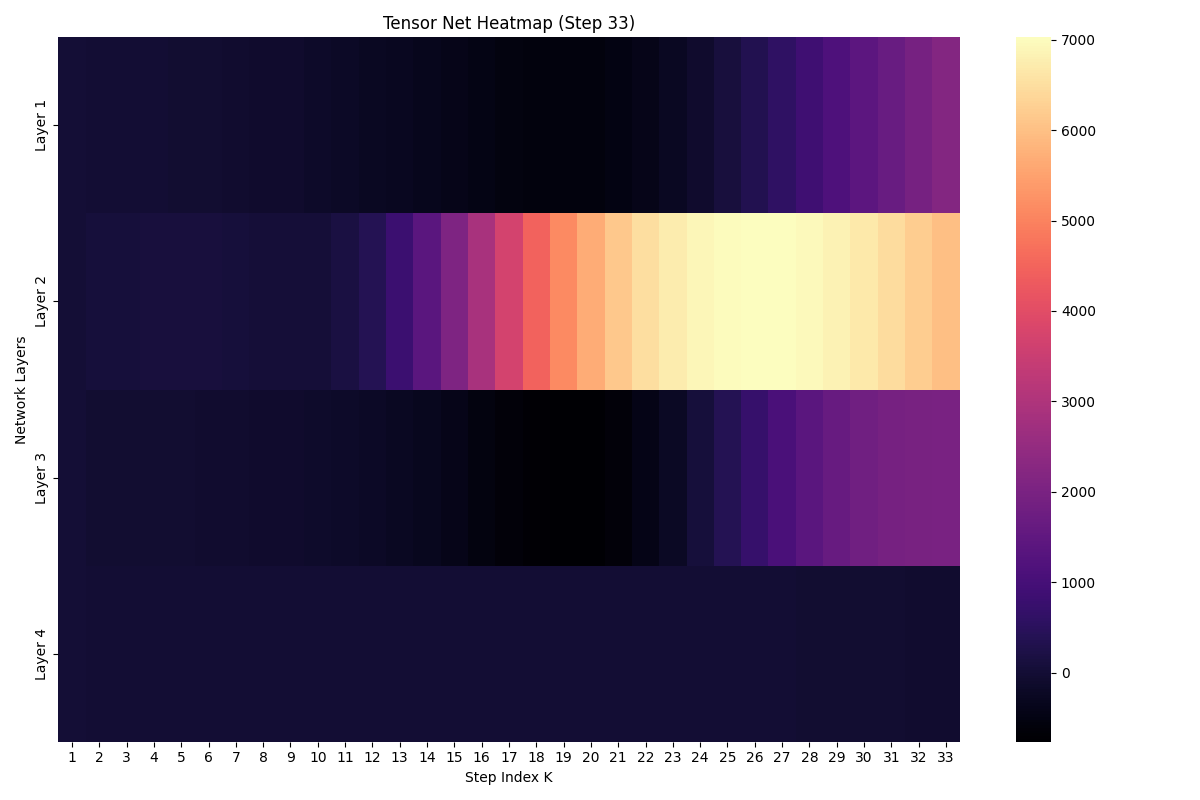 Tensor Net Heatmap (Step 33)
Network Layers
Layer 1
Layer 2
Layer 3
Layer 4
1 2 3 4 5 6 7 8 9 10 11 12 13 14 15 16 17 18 19 20 21 22 23 24 25 26 27 28 29 30 31 32 33
Step Index K
7000
6000
5000
4000
3000
2000
1000
0